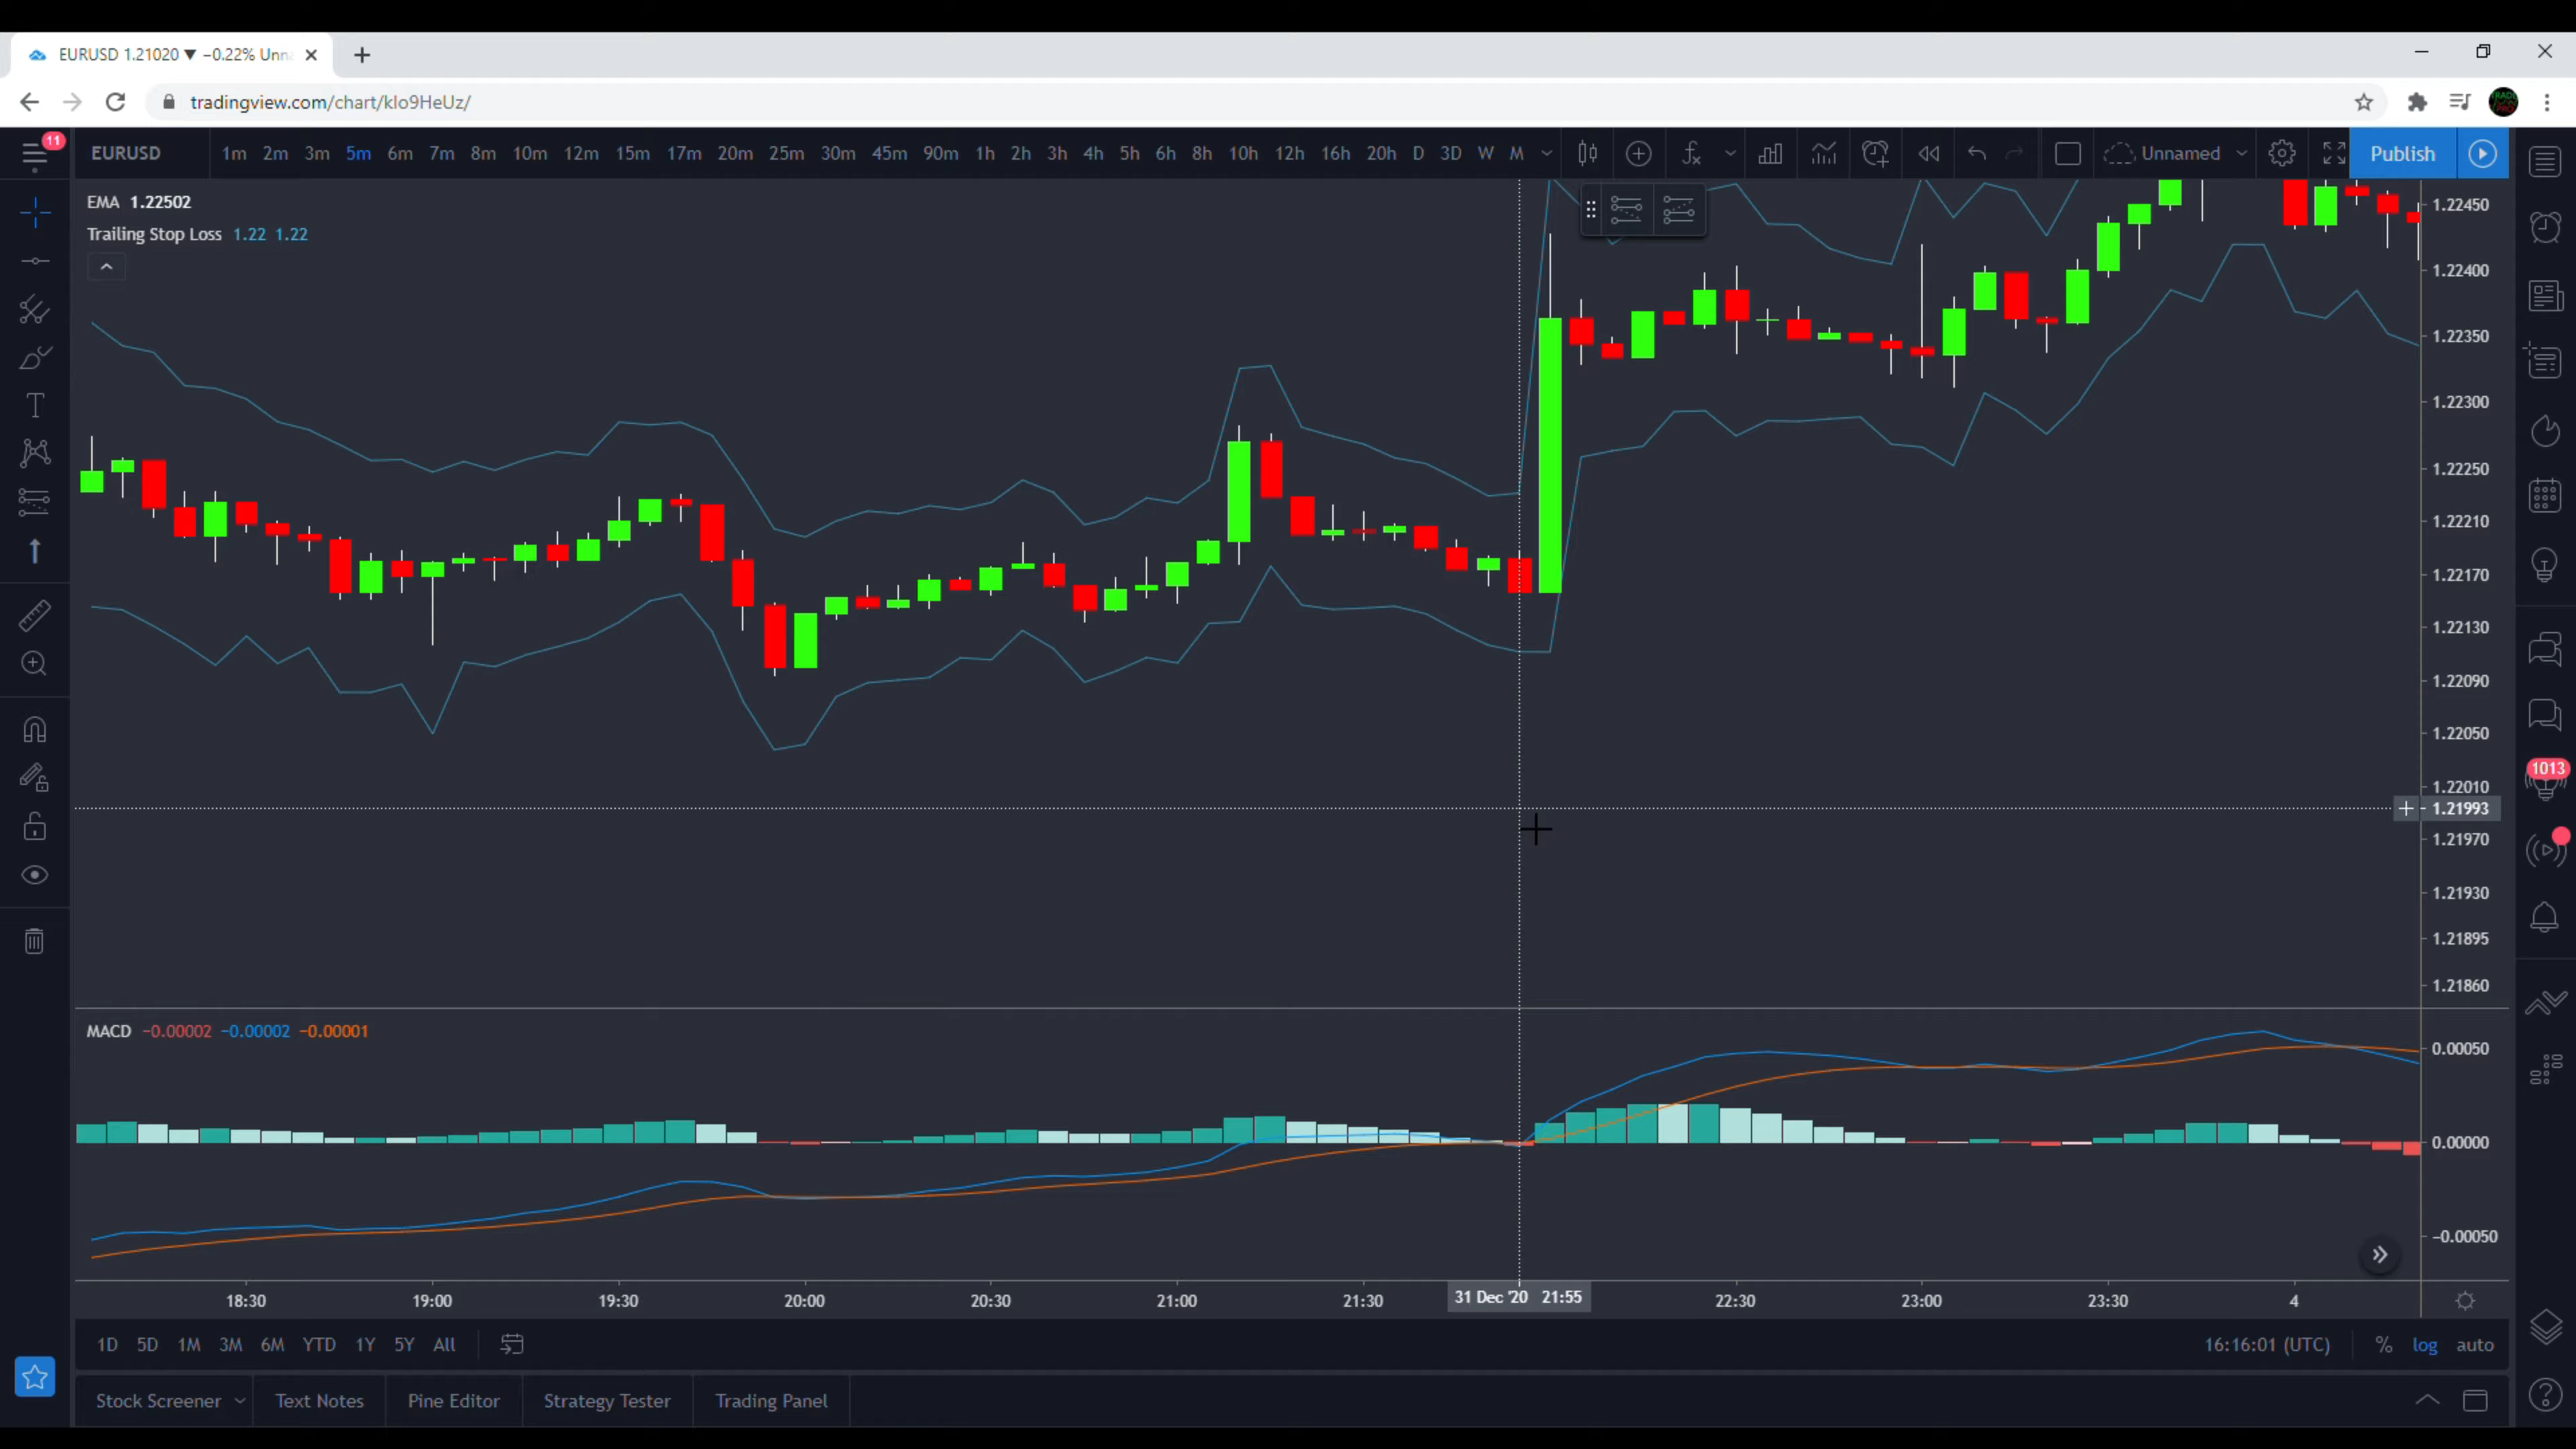 EURUSD 1.21020 ▼ −0.22% Unn
tradingview.com/chart/klo9HeUz/
11
EURUSD 1m 2m 3m 5m 6m 7m 8m 10m 12m 15m 17m 20m 25m 30m 45m 90m 1h 2h 3h 4h 5h 6h 8h 10h 12h 16h 20h D 3D W M Unnamed Publish
EMA 1.22502
Trailing Stop Loss 1.22 1.22
1.22450
1.22400
1.22350
1.22300
1.22250
1.22210
1.22170
1.22130
1.22090
1.22050
1.22010
1.21993
1.21970
1.21930
1.21895
1.21860
1013
MACD −0.00002 −0.00002 −0.00001
0.00050
0.00000
−0.00050
18:30 19:00 19:30 20:00 20:30 21:00 21:30 31 Dec '20 21:55 22:30 23:00 23:30 4
1D 5D 1M 3M 6M YTD 1Y 5Y All 16:16:01 (UTC) % log auto
Stock Screener Text Notes Pine Editor Strategy Tester Trading Panel